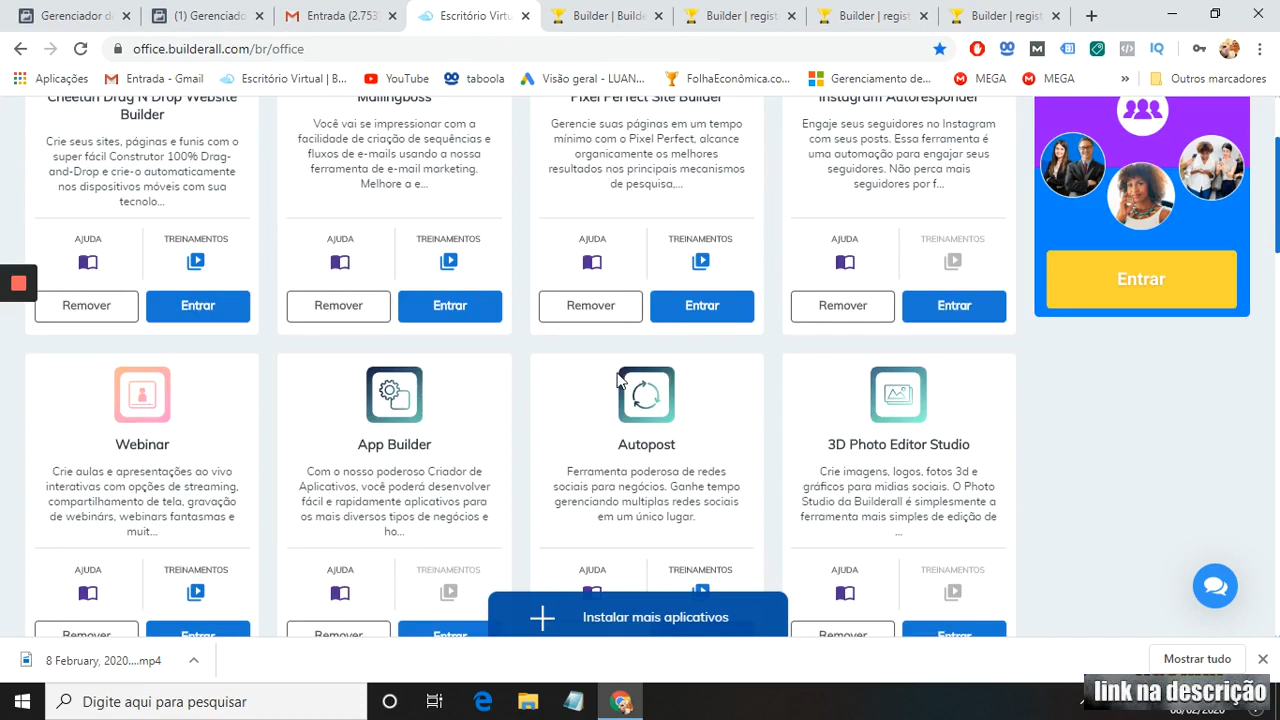 Gerenciador da
(1) Gerenciado
Entrada (2.753)
Escritório Virtu
Builder | Builde
Builder | regist
Builder | regist
Builder | regist
office.builderall.com/br/office
Aplicações
Entrada - Gmail
Escritório Virtual | B...
YouTube
taboola
Visão geral - LUAN...
FolhaEconômica.co...
Gerenciamento de...
MEGA
MEGA
Outros marcadores
Cheetah Drag N Drop Website
Builder
Crie seus sites, páginas e funis com o
super fácil Construtor 100% Drag-
and-Drop e crie-o automaticamente
nos dispositivos móveis com sua
tecnolo...
AJUDA
TREINAMENTOS
Remover
Entrar
Mailingboss
Você vai se impressionar com a
facilidade de criação de sequências e
fluxos de e-mails usando a nossa
ferramenta de e-mail marketing.
Melhore a e...
AJUDA
TREINAMENTOS
Remover
Entrar
Pixel Perfect Site Builder
Gerencie suas páginas em um tempo
mínimo com o Pixel Perfect, alcance
organicamente os melhores
resultados nos principais mecanismos
de pesquisa,...
AJUDA
TREINAMENTOS
Remover
Entrar
Instagram Autoresponder
Engaje seus seguidores no Instagram
com seus posts. Essa ferramenta é
uma automação para engajar seus
seguidores. Não perca mais
seguidores por f...
AJUDA
TREINAMENTOS
Remover
Entrar
Entrar
Webinar
Crie aulas e apresentações ao vivo
interativas com opções de streaming,
compartilhamento de tela, gravação
de webinárs, webinars fantasmas e
muit...
AJUDA
TREINAMENTOS
Remover
Entrar
App Builder
Com o nosso poderoso Criador de
Aplicativos, você poderá desenvolver
fácil e rapidamente aplicativos para
os mais diversos tipos de negócios e
ho...
AJUDA
TREINAMENTOS
Remover
Entrar
Autopost
Ferramenta poderosa de redes
sociais para negócios. Ganhe tempo
gerenciando multiplas redes sociais
em um único lugar.
AJUDA
TREINAMENTOS
3D Photo Editor Studio
Crie imagens, logos, fotos 3d e
gráficos para mídias sociais. O Photo
Studio da Builderall é simplesmente a
ferramenta mais simples de edição de
...
AJUDA
TREINAMENTOS
Remover
Entrar
Instalar mais aplicativos
8 February, 2020....mp4
Mostrar tudo
Digite aqui para pesquisar
link na descrição
08/02/2020